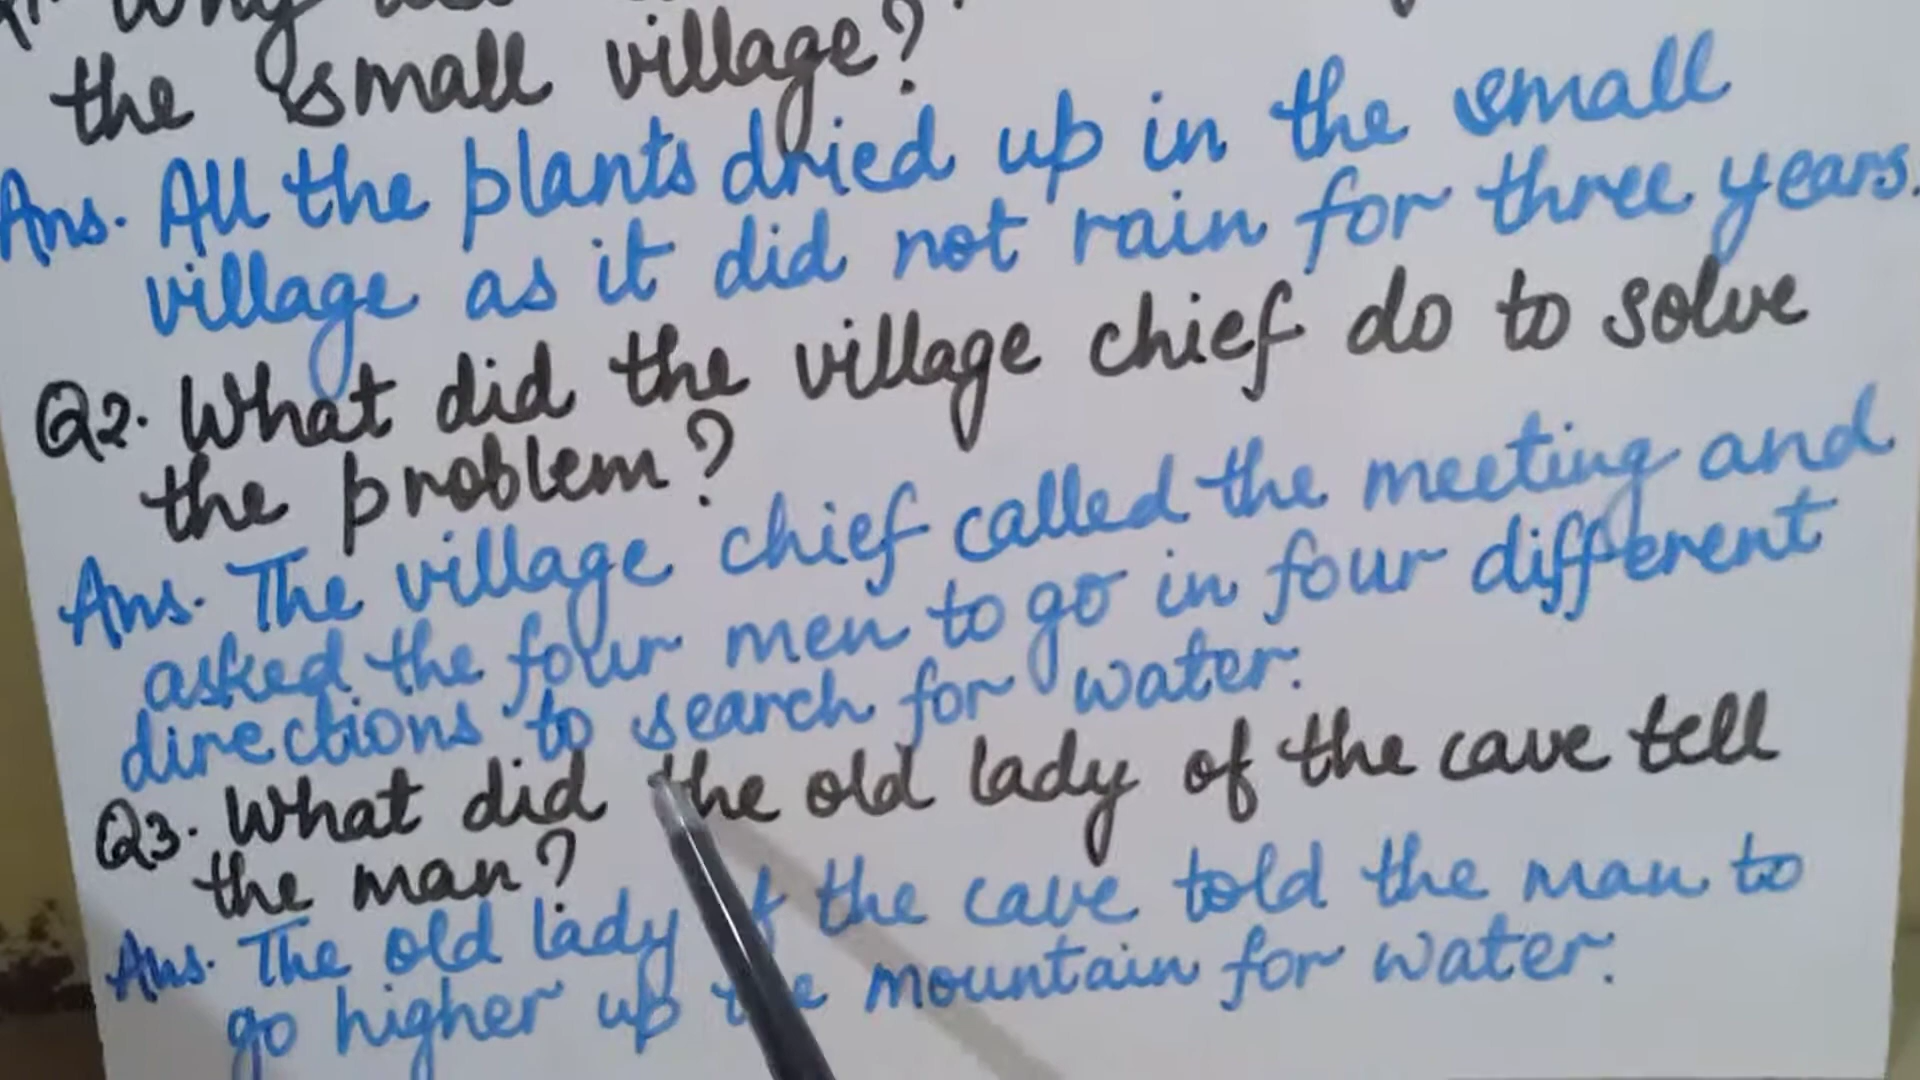 Why
the small village?
Ans. All the plants dried up in the small
village as it did not rain for three years.
Q2. What did the village chief do to solve
the problem?
Ans. The village chief called the meeting and
asked the four men to go in four different
directions to search for water.
Q3. What did the old lady of the cave tell
the man?
Ans. The old lady of the cave told the man to
go higher up the mountain for water.